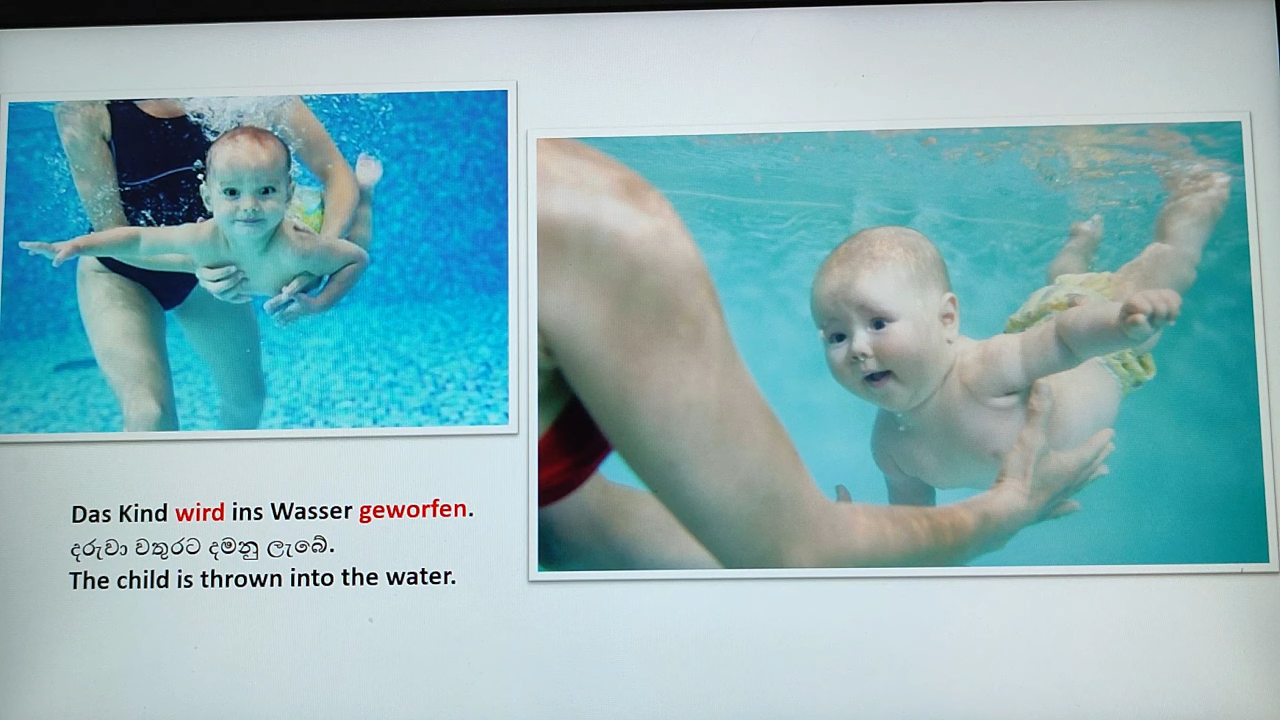 Das Kind wird ins Wasser geworfen.
දරුවා වතුරට දමනු ලැබේ.
The child is thrown into the water.